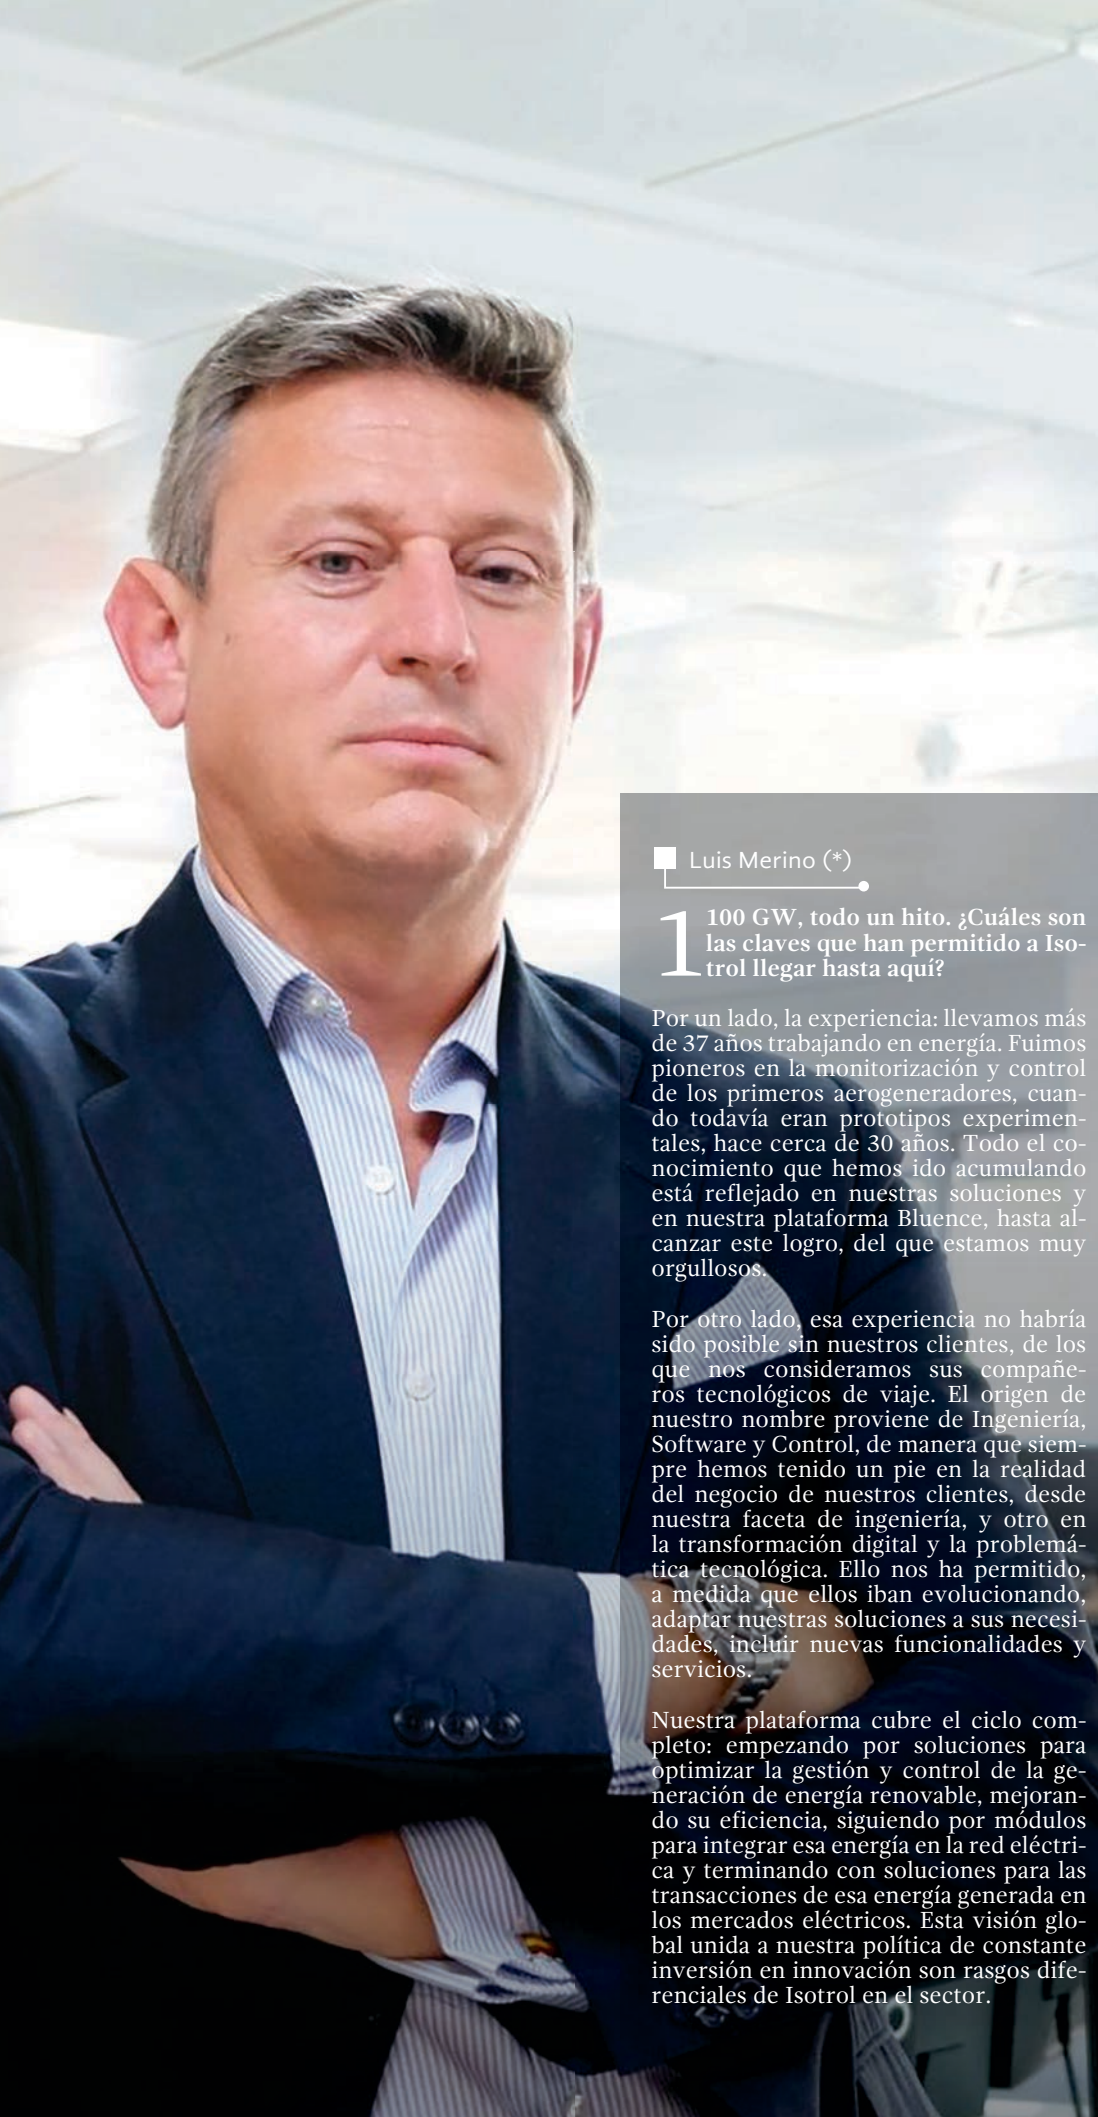 Luis Merino (*)
1
100 GW, todo un hito. ¿Cuáles son
las claves que han permitido a Iso-
trol llegar hasta aquí?
Por un lado, la experiencia: llevamos más
de 37 años trabajando en energía. Fuimos
pioneros en la monitorización y control
de los primeros aerogeneradores, cuan-
do todavía eran prototipos experimen-
tales, hace cerca de 30 años. Todo el co-
nocimiento que hemos ido acumulando
está reflejado en nuestras soluciones y
en nuestra plataforma Bluence, hasta al-
canzar este logro, del que estamos muy
orgullosos.
Por otro lado, esa experiencia no habría
sido posible sin nuestros clientes, de los
que nos consideramos sus compañe-
ros tecnológicos de viaje. El origen de
nuestro nombre proviene de Ingeniería,
Software y Control, de manera que siem-
pre hemos tenido un pie en la realidad
del negocio de nuestros clientes, desde
nuestra faceta de ingeniería, y otro en
la transformación digital y la problemá-
tica tecnológica. Ello nos ha permitido,
a medida que ellos iban evolucionando,
adaptar nuestras soluciones a sus necesi-
dades, incluir nuevas funcionalidades y
servicios.
Nuestra plataforma cubre el ciclo com-
pleto: empezando por soluciones para
optimizar la gestión y control de la ge-
neración de energía renovable, mejoran-
do su eficiencia, siguiendo por módulos
para integrar esa energía en la red eléctri-
ca y terminando con soluciones para las
transacciones de esa energía generada en
los mercados eléctricos. Esta visión glo-
bal unida a nuestra política de constante
inversión en innovación son rasgos dife-
renciales de Isotrol en el sector.